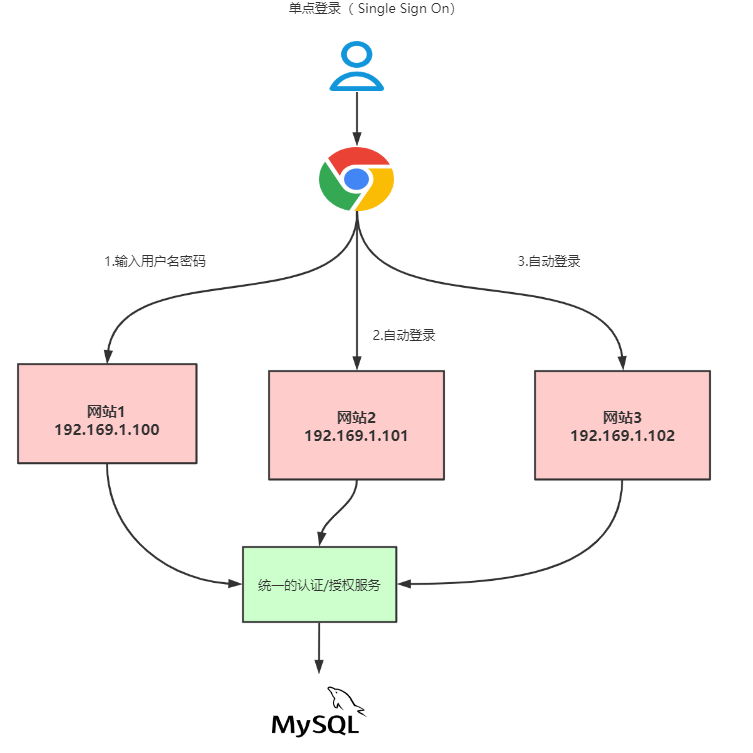 单点登录（ Single Sign On）
1.输入用户名密码
3.自动登录
2.自动登录
网站1
192.169.1.100
网站2
192.169.1.101
网站3
192.169.1.102
统一的认证/授权服务
MySQL